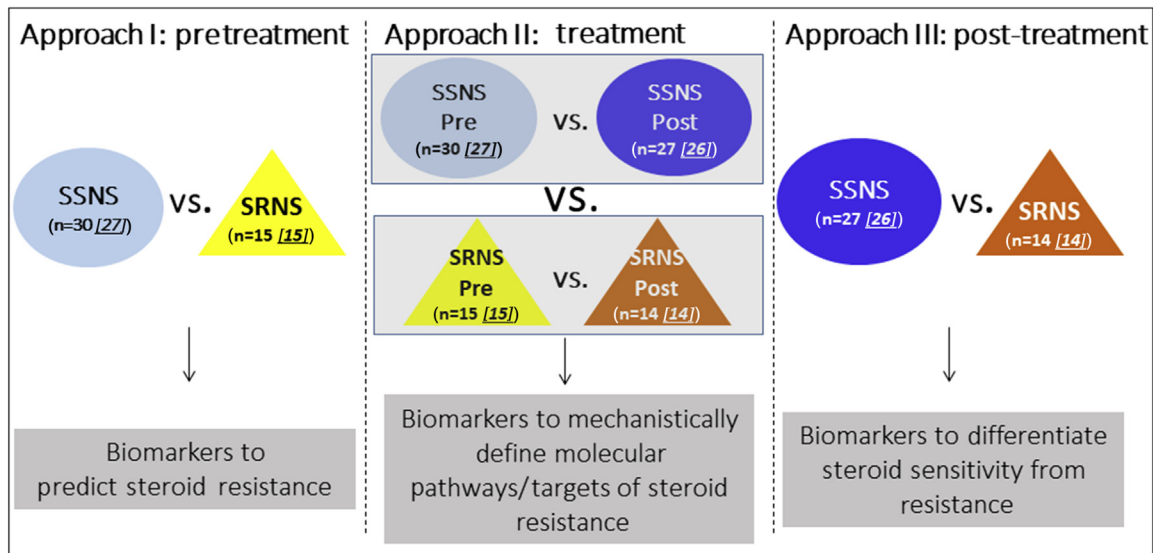 Approach I: pretreatment
SSNS
(n=30 [27])
vs.
SRNS
(n=15 [15])
Biomarkers to
predict steroid resistance
Approach II: treatment
SSNS
Pre
(n=30 [27])
vs.
SSNS
Post
(n=27 [26])
vs.
SRNS
Pre
(n=15 [15])
vs.
SRNS
Post
(n=14 [14])
Biomarkers to mechanistically
define molecular
pathways/targets of steroid
resistance
Approach III: post-treatment
SSNS
(n=27 [26])
vs.
SRNS
(n=14 [14])
Biomarkers to differentiate
steroid sensitivity from
resistance